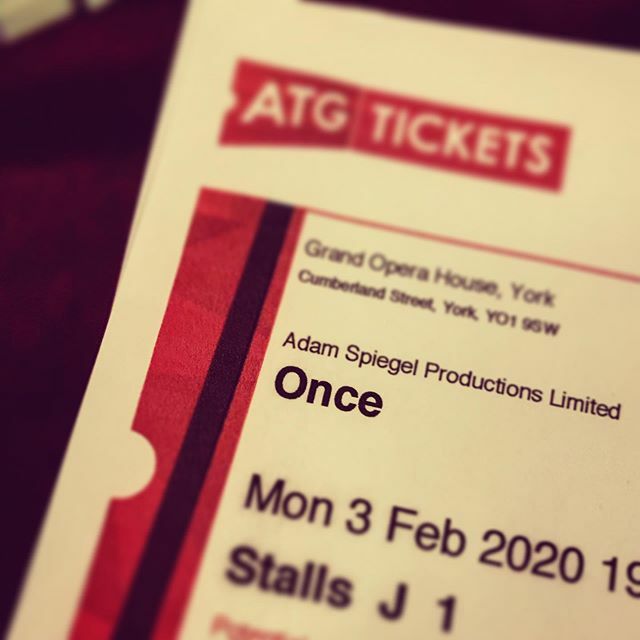 ATG TICKETS
Grand Opera House, York
Cumberland Street, York, YO1 9SW
Adam Spiegel Productions Limited
Once
Mon 3 Feb 2020 19
Stalls J 1